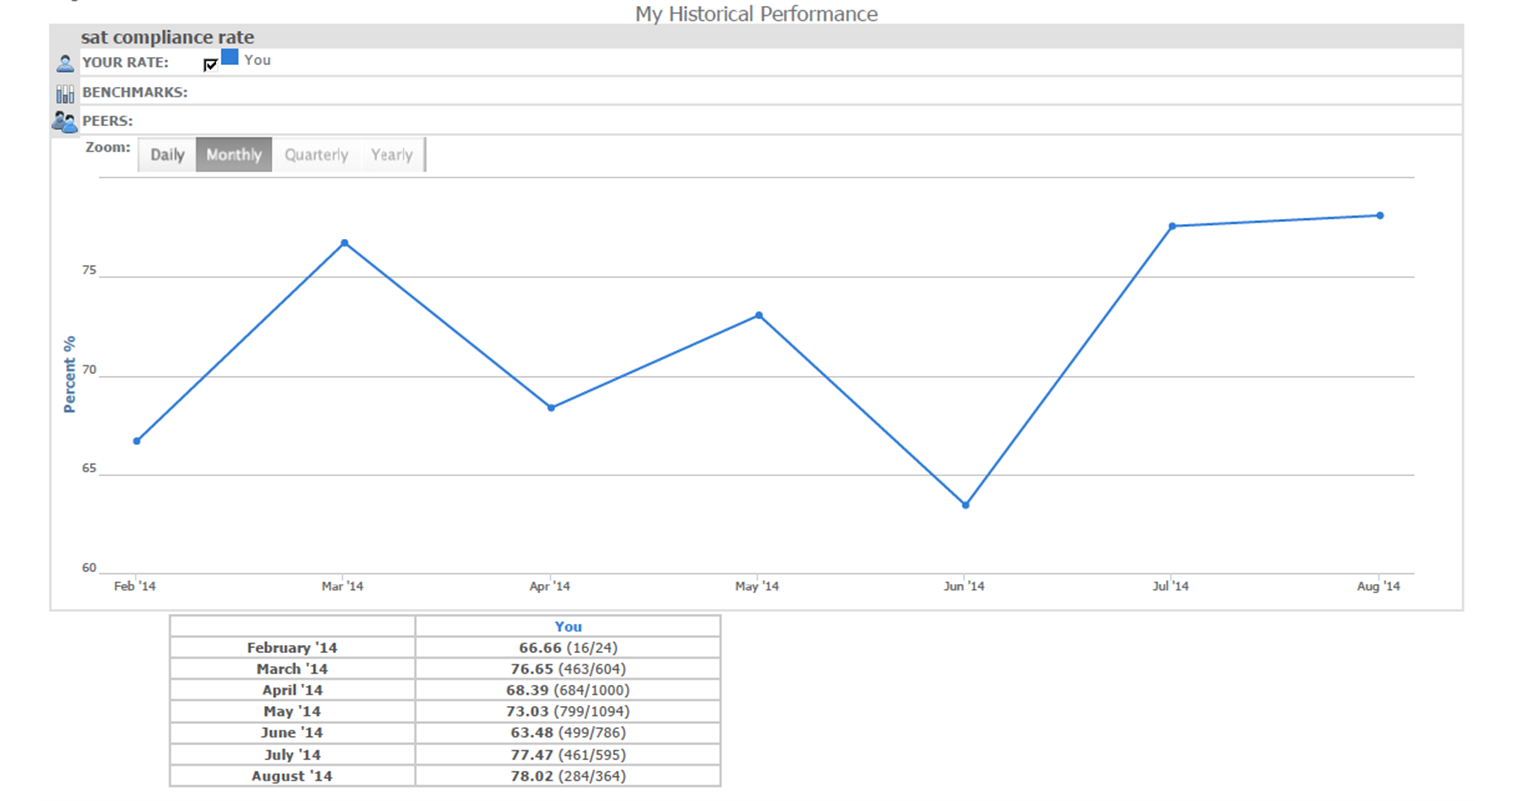 My Historical Performance
sat compliance rate
YOUR RATE: You
BENCHMARKS:
PEERS:
Zoom: Daily Monthly Quarterly Yearly
75
70
65
60
Percent %
Feb '14 Mar '14 Apr '14 May '14 Jun '14 Jul '14 Aug '14
You
February '14 66.66 (16/24)
March '14 76.65 (463/604)
April '14 68.39 (684/1000)
May '14 73.03 (799/1094)
June '14 63.48 (499/786)
July '14 77.47 (461/595)
August '14 78.02 (284/364)